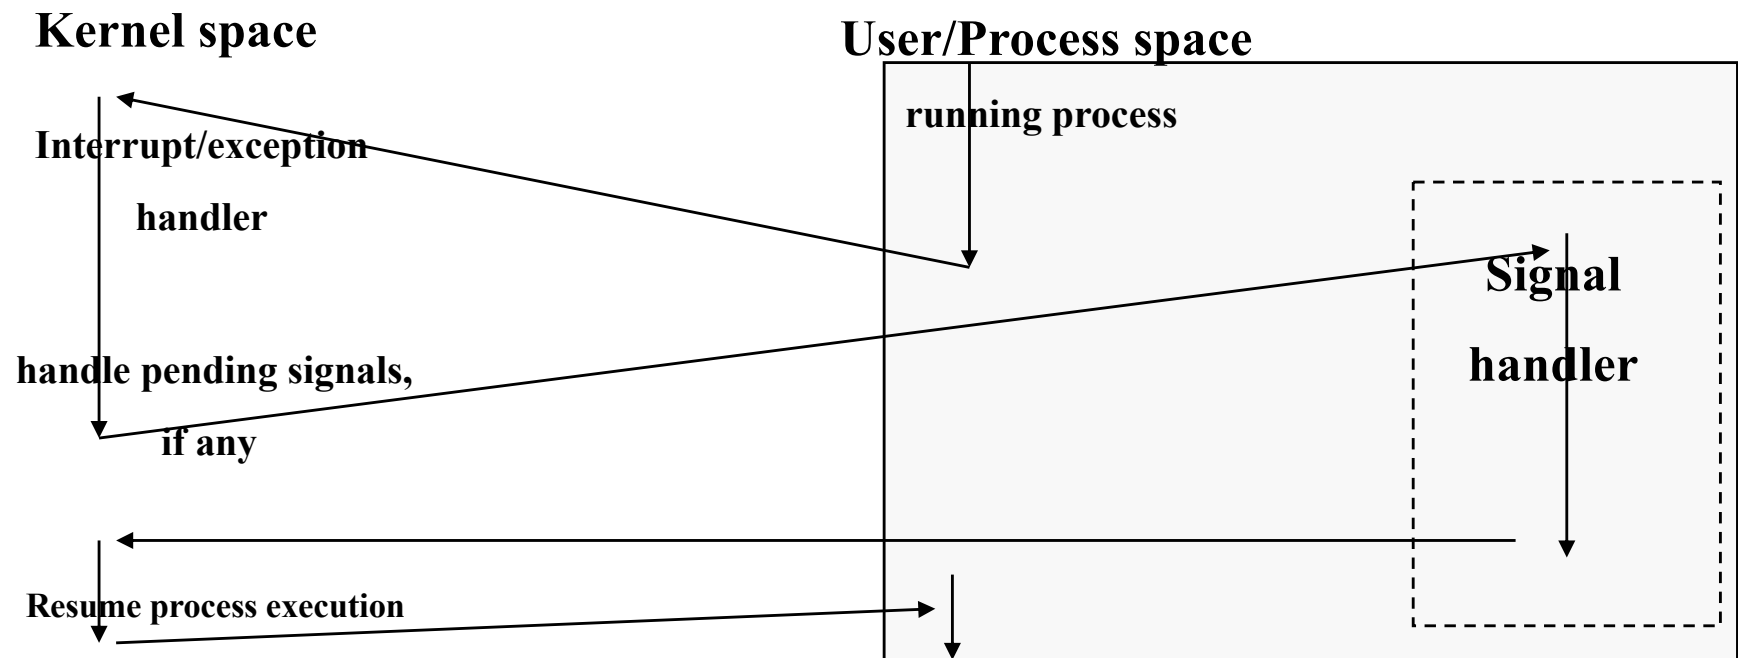 Kernel space
User/Process space
running process
Interrupt/exception
handler
Signal
handler
handle pending signals,
if any
Resume process execution